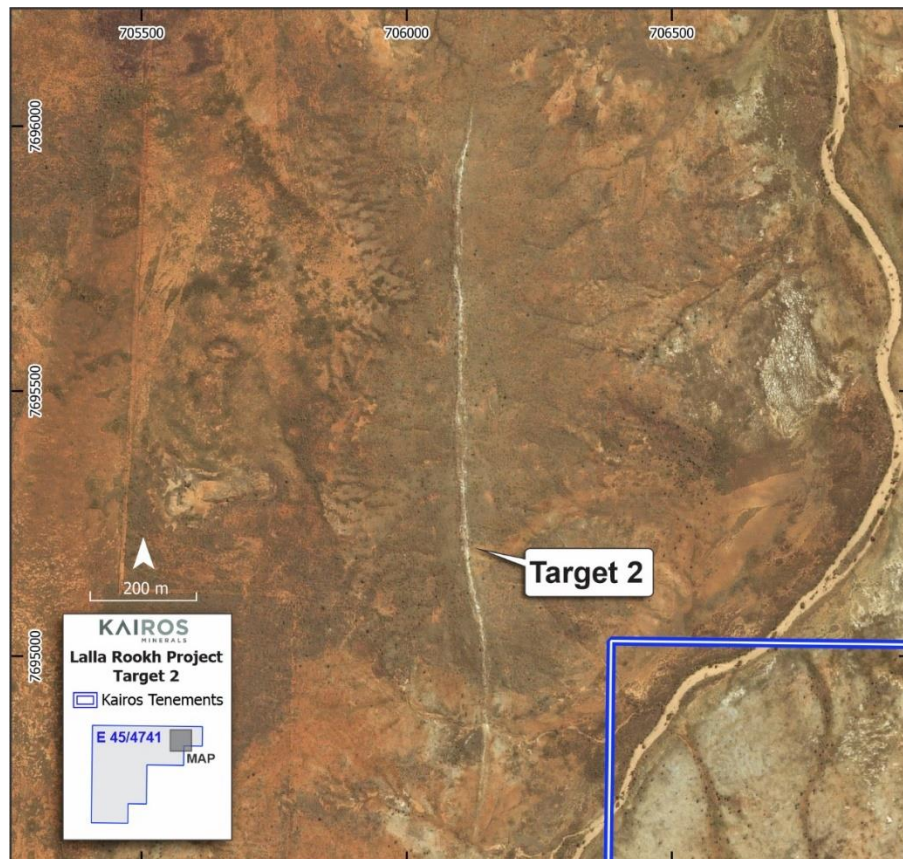 705500
706000
706500
7696000
7695500
7695000
Target 2
200 m
KAIROS
MINERALS
Lalla Rookh Project
Target 2
Kairos Tenements
E 45/4741
MAP